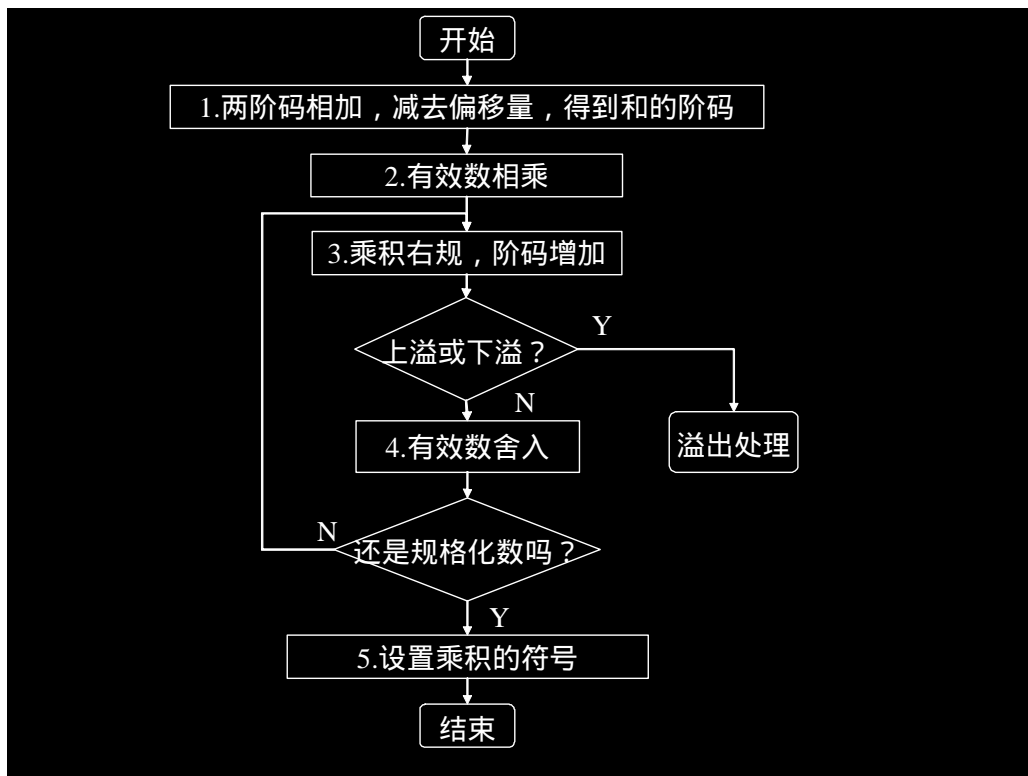 开始
1.两阶码相加，减去偏移量，得到和的阶码
2.有效数相乘
3.乘积右规，阶码增加
上溢或下溢？
Y
N
4.有效数舍入
溢出处理
还是规格化数吗？
N
Y
5.设置乘积的符号
结束